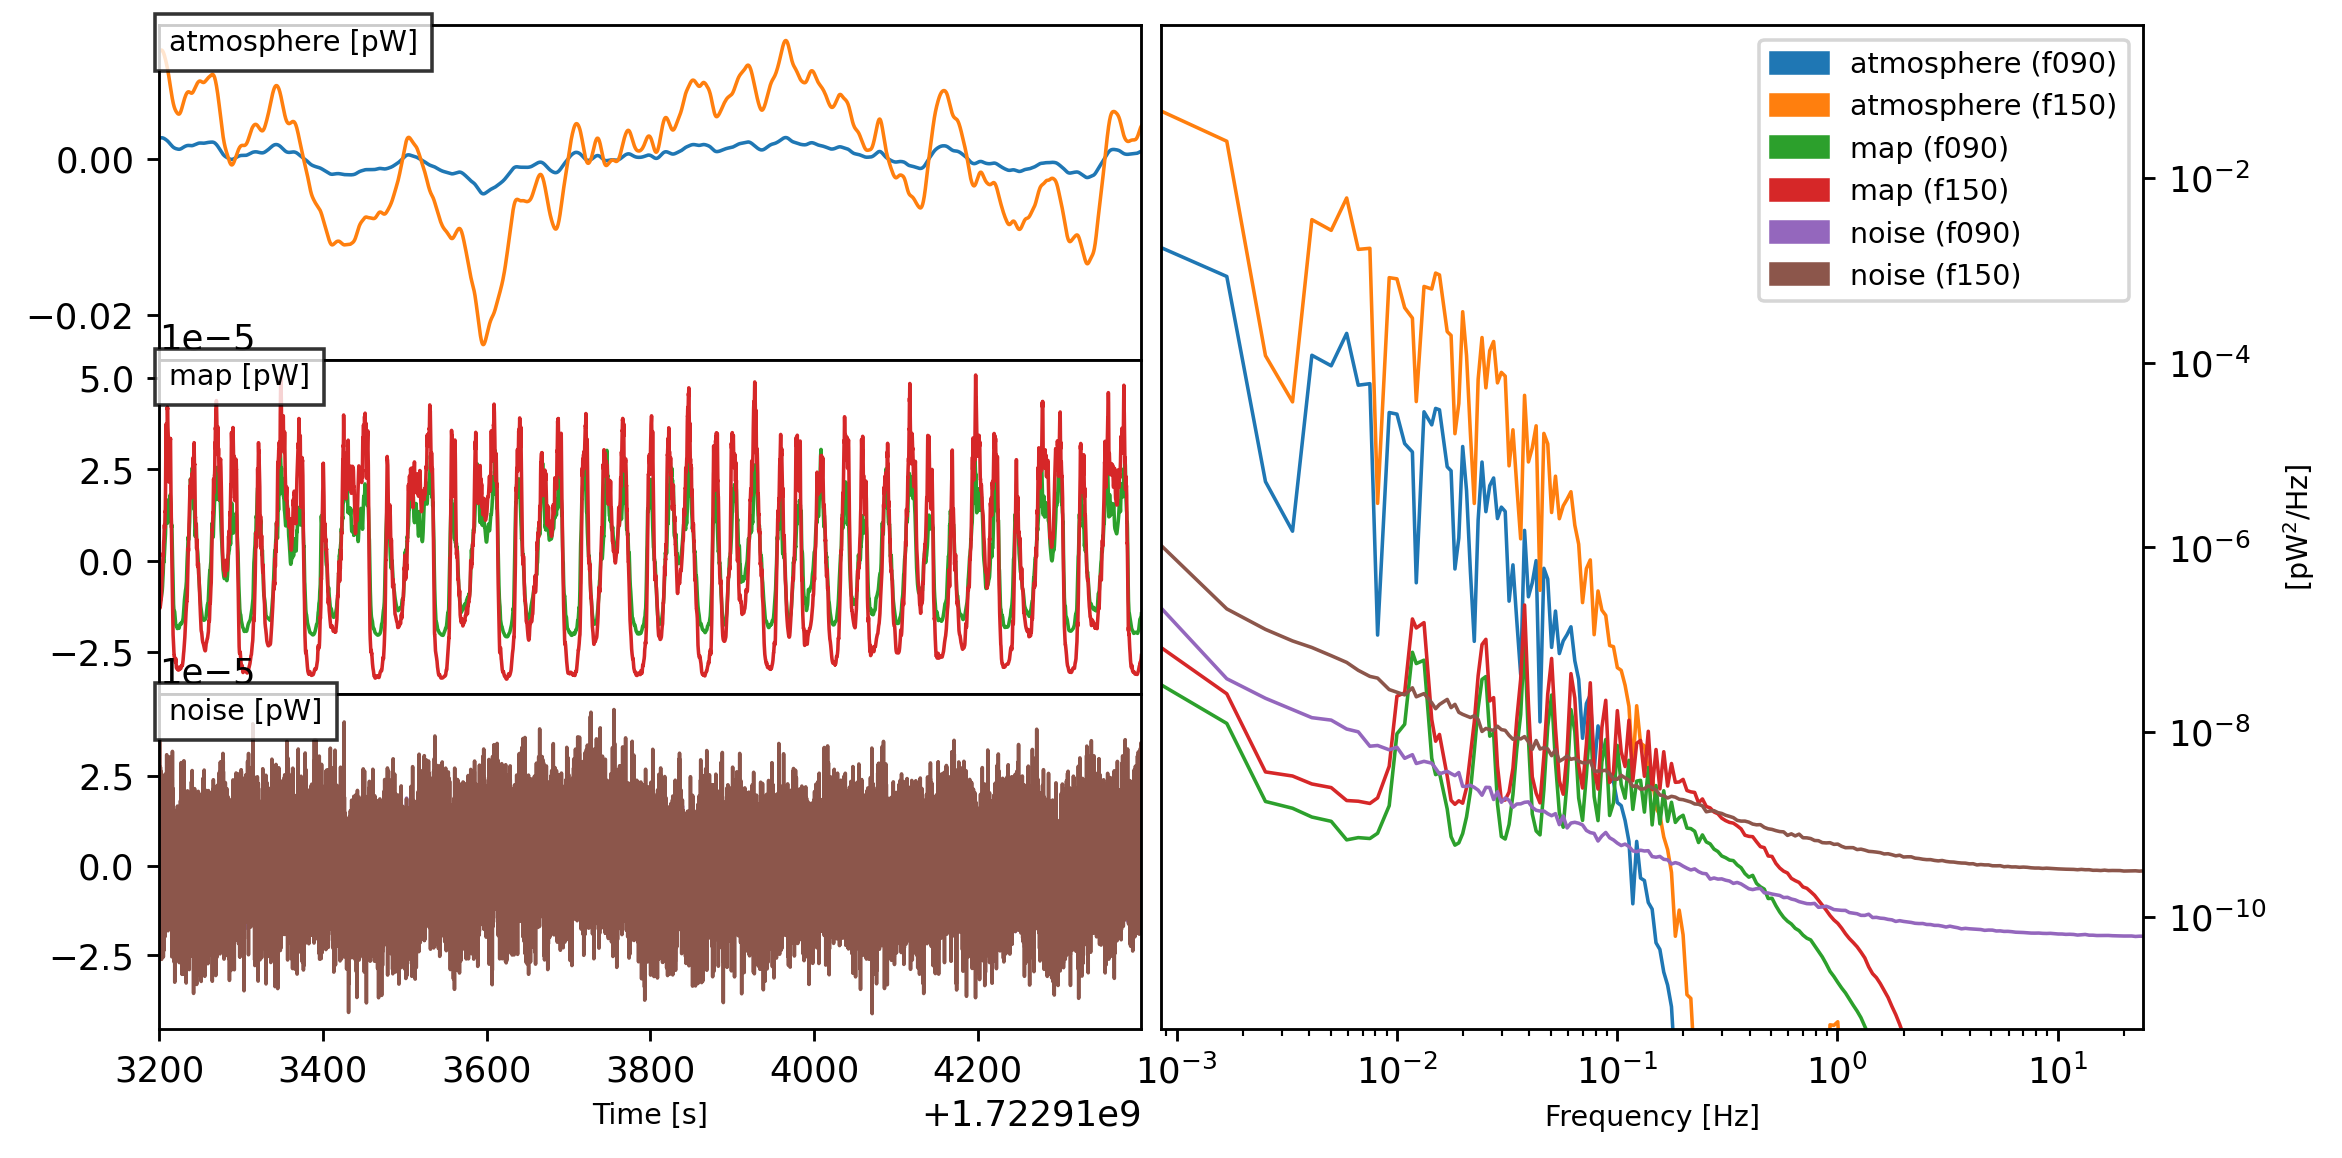 atmosphere [pW]
0.00
−0.02
1e−5
map [pW]
5.0
2.5
0.0
−2.5
1e−5
noise [pW]
2.5
0.0
−2.5
3200 3400 3600 3800 4000 4200
Time [s]
+1.72291e9
atmosphere (f090)
atmosphere (f150)
map (f090)
map (f150)
noise (f090)
noise (f150)
10⁻²
10⁻⁴
10⁻⁶
10⁻⁸
10⁻¹⁰
[pW²/Hz]
10⁻³ 10⁻² 10⁻¹ 10⁰ 10¹
Frequency [Hz]